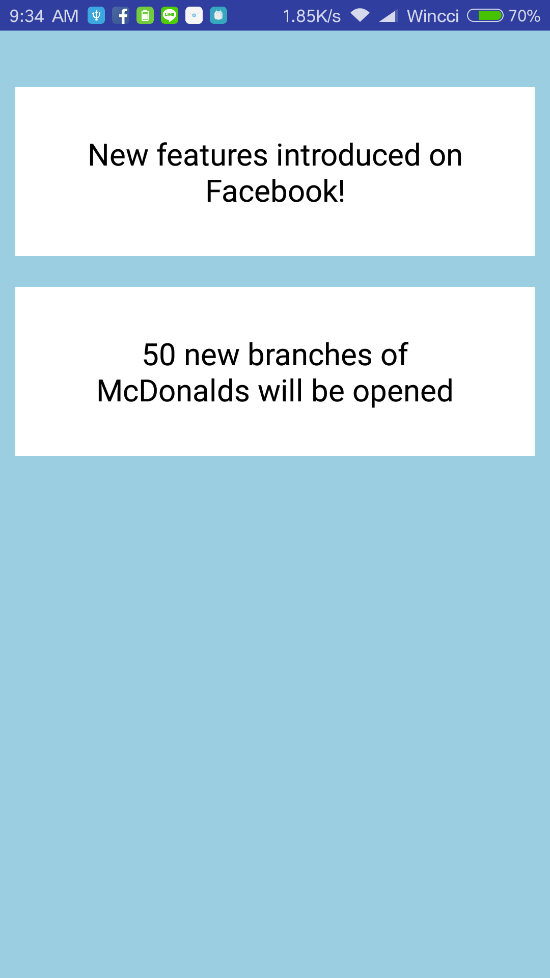 9:34 AM 1.85K/s Wincci 70%
New features introduced on
Facebook!
50 new branches of
McDonalds will be opened